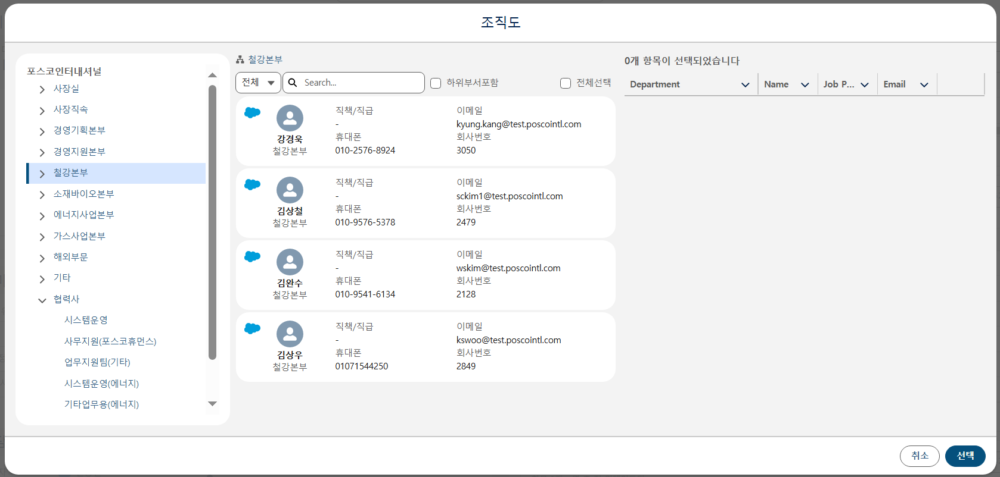 조직도
포스코인터내셔널
사장실
사장직속
경영기획본부
경영지원본부
철강본부
소재바이오본부
에너지사업본부
가스사업본부
해외부문
기타
협력사
시스템운영
사무지원(포스코휴먼스)
업무지원팀(기타)
시스템운영(에너지)
기타업무용(에너지)
철강본부
전체
Search...
하위부서포함
전체선택
강경욱
철강본부
직책/직급
-
휴대폰
010-2576-8924
이메일
kyung.kang@test.poscointl.com
회사번호
3050
김상철
철강본부
직책/직급
-
휴대폰
010-9576-5378
이메일
sckim1@test.poscointl.com
회사번호
2479
김완수
철강본부
직책/직급
-
휴대폰
010-9541-6134
이메일
wskim@test.poscointl.com
회사번호
2128
김상우
철강본부
직책/직급
-
휴대폰
01071544250
이메일
kswoo@test.poscointl.com
회사번호
2849
0개 항목이 선택되었습니다
Department Name Job P... Email
취소 선택